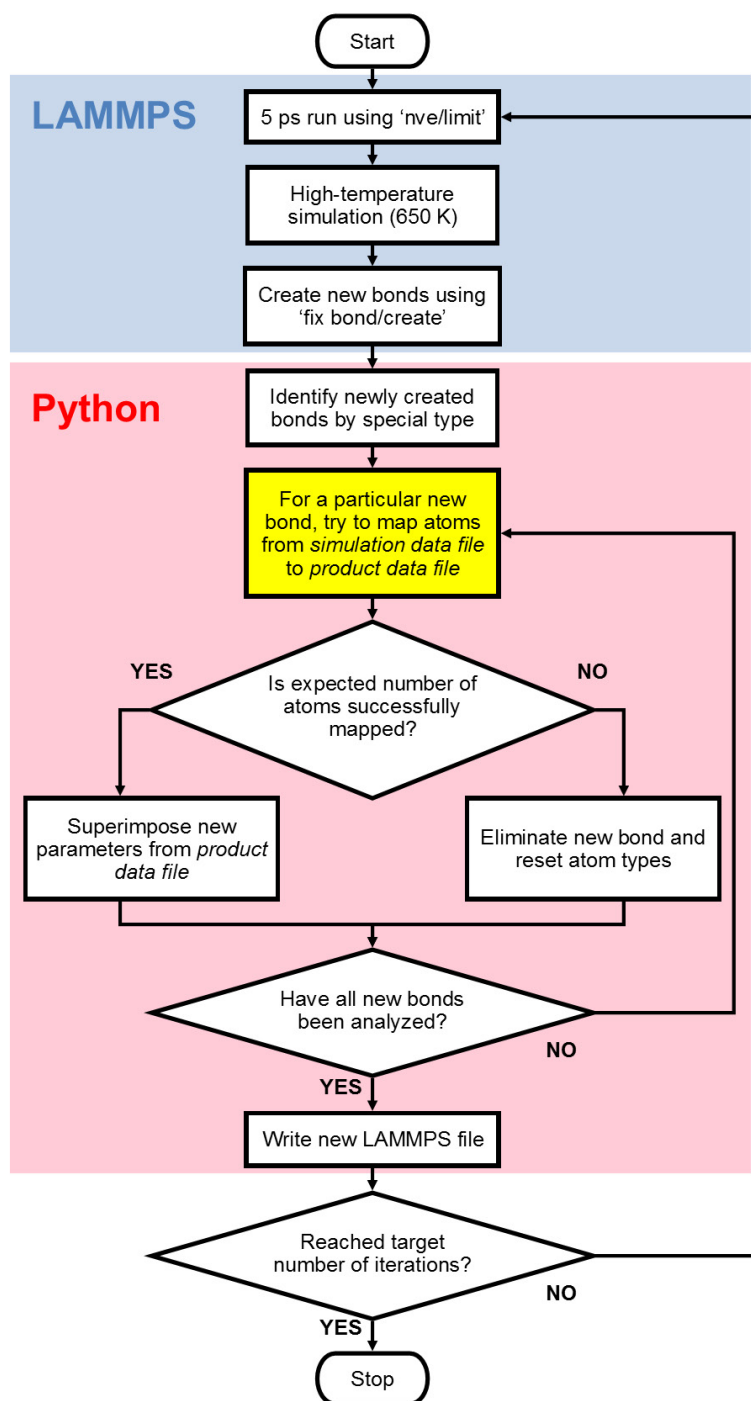 Start
LAMMPS
5 ps run using ‘nve/limit’
High-temperature
simulation (650 K)
Create new bonds using
‘fix bond/create’
Python
Identify newly created
bonds by special type
For a particular new
bond, try to map atoms
from simulation data file
to product data file
YES
NO
Is expected number of
atoms successfully
mapped?
Superimpose new
parameters from product
data file
Eliminate new bond and
reset atom types
Have all new bonds
been analyzed?
NO
YES
Write new LAMMPS file
Reached target
number of iterations?
NO
YES
Stop